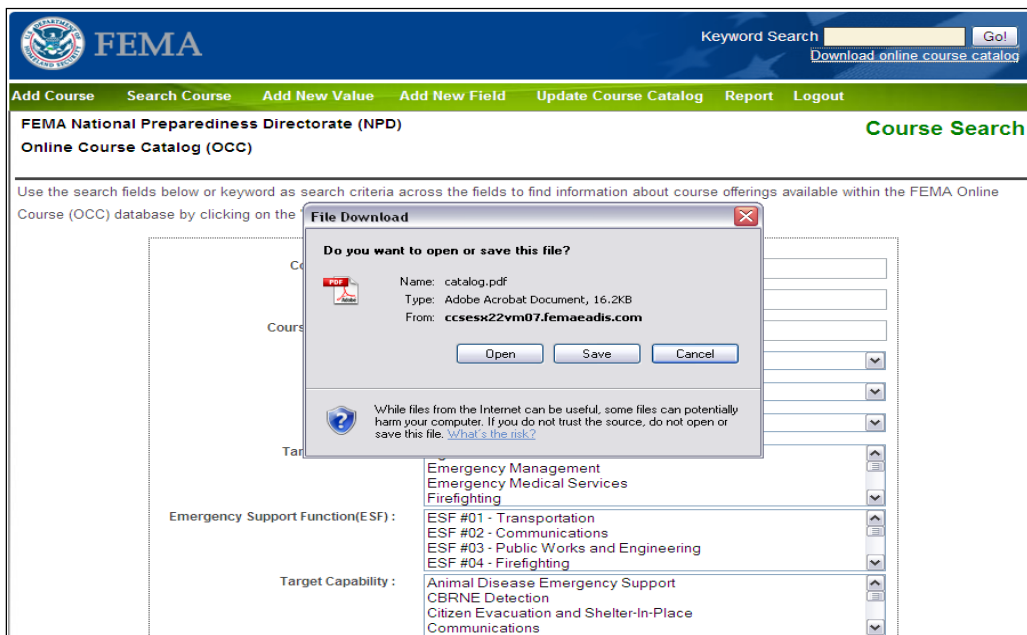 FEMA
Keyword Search
Go!
Download online course catalog
Add Course Search Course Add New Value Add New Field Update Course Catalog Report Logout
FEMA National Preparediness Directorate (NPD)
Course Search
Online Course Catalog (OCC)
Use the search fields below or keyword as search criteria across the fields to find information about course offerings available within the FEMA Online
Course (OCC) database by clicking on the
File Download
Do you want to open or save this file?
PDF
Adobe
Name: catalog.pdf
Type: Adobe Acrobat Document, 16.2KB
From: ccsesx22vm07.femaeadis.com
Cours
Open Save Cancel
While files from the Internet can be useful, some files can potentially
harm your computer. If you do not trust the source, do not open or
save this file. What's the risk?
Tar
Emergency Management
Emergency Medical Services
Firefighting
Emergency Support Function(ESF) :
ESF #01 - Transportation
ESF #02 - Communications
ESF #03 - Public Works and Engineering
ESF #04 - Firefighting
Target Capability :
Animal Disease Emergency Support
CBRNE Detection
Citizen Evacuation and Shelter-In-Place
Communications